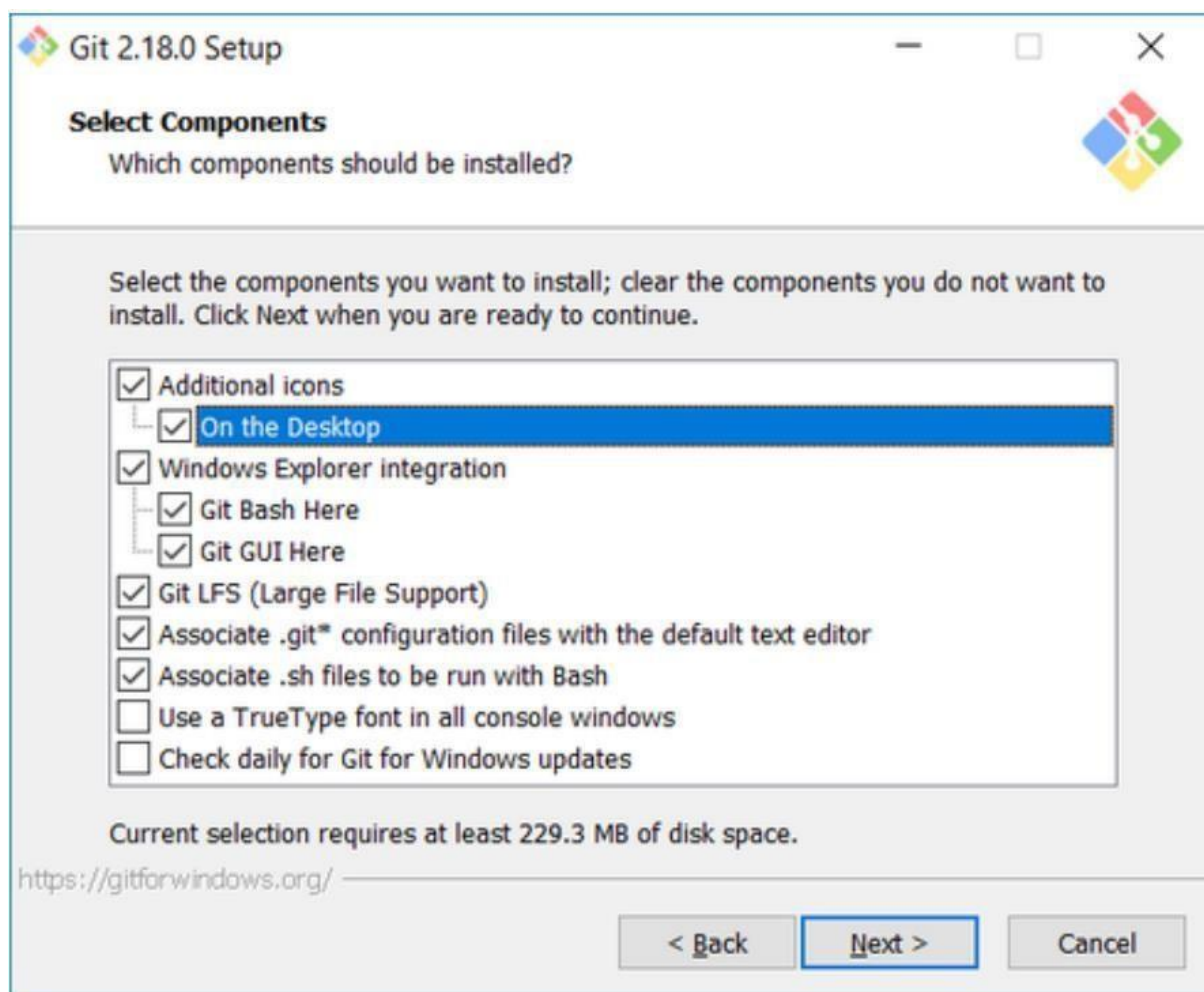 Git 2.18.0 Setup
Select Components
Which components should be installed?
Select the components you want to install; clear the components you do not want to
install. Click Next when you are ready to continue.
Additional icons
On the Desktop
Windows Explorer integration
Git Bash Here
Git GUI Here
Git LFS (Large File Support)
Associate .git* configuration files with the default text editor
Associate .sh files to be run with Bash
Use a TrueType font in all console windows
Check daily for Git for Windows updates
Current selection requires at least 229.3 MB of disk space.
https://gitforwindows.org/
< Back Next > Cancel